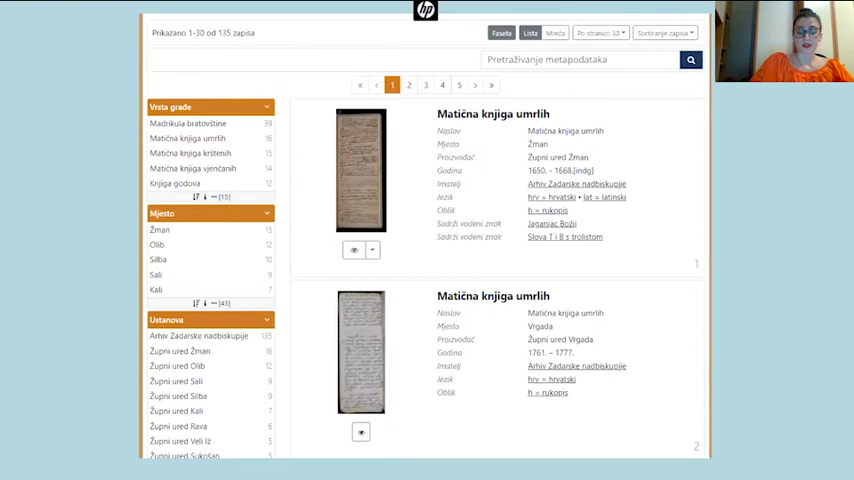 hp
Prikazano 1-30 od 135 zapisa
Faseta Lista Mreža Po stranici: 30 Sortiranje zapisa
Pretraživanje metapodataka
« ‹ 1 2 3 4 5 › »
Vrsta građe
Madrikula bratovštine 39
Matična knjiga umrlih 16
Matična knjiga krštenih 15
Matična knjiga vjenčanih 14
Knjiga godova 12
[15]
Mjesto
Žman 15
Olib 12
Silba 10
Sali 9
Kali 7
[43]
Ustanova
Arhiv Zadarske nadbiskupije 135
Župni ured Žman 16
Župni ured Olib 12
Župni ured Sali 9
Župni ured Silba 9
Župni ured Kali 7
Župni ured Rava 6
Župni ured Veli Iž 5
Župni ured Sukošan 5
Matična knjiga umrlih
Naslov Matična knjiga umrlih
Mjesto Žman
Proizvođač Župni ured Žman
Godina 1650. - 1668.[indg]
Imatelj Arhiv Zadarske nadbiskupije
Jezik hrv = hrvatski • lat = latinski
Oblik h = rukopis
Sadrži vodeni znak Jaganjac Božji
Sadrži vodeni znak Slova T i B s trolistom
1
Matična knjiga umrlih
Naslov Matična knjiga umrlih
Mjesto Vrgada
Proizvođač Župni ured Vrgada
Godina 1761. – 1777.
Imatelj Arhiv Zadarske nadbiskupije
Jezik hrv = hrvatski
Oblik h = rukopis
2